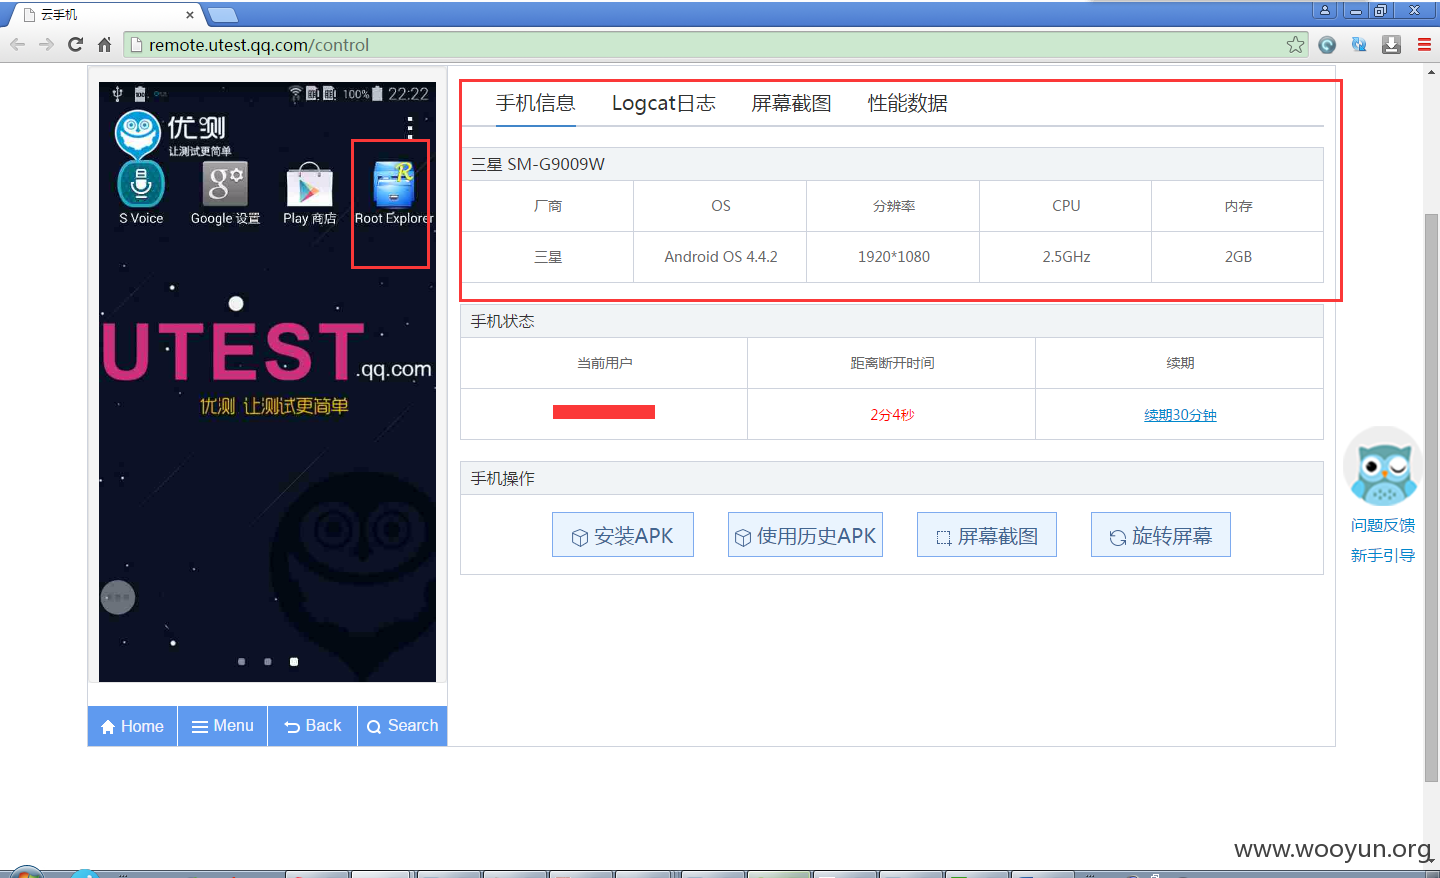 云手机
remote.utest.qq.com/control
100% 22:22
优测
让测试更简单
S Voice
Google 设置
Play 商店
Root Explorer
UTEST.qq.com
优测 让测试更简单
Home Menu Back Search
手机信息 Logcat日志 屏幕截图 性能数据
三星 SM-G9009W
厂商 OS 分辨率 CPU 内存
三星 Android OS 4.4.2 1920*1080 2.5GHz 2GB
手机状态
当前用户 距离断开时间 续期
2分4秒 续期30分钟
手机操作
安装APK 使用历史APK 屏幕截图 旋转屏幕
问题反馈
新手引导
www.wooyun.org